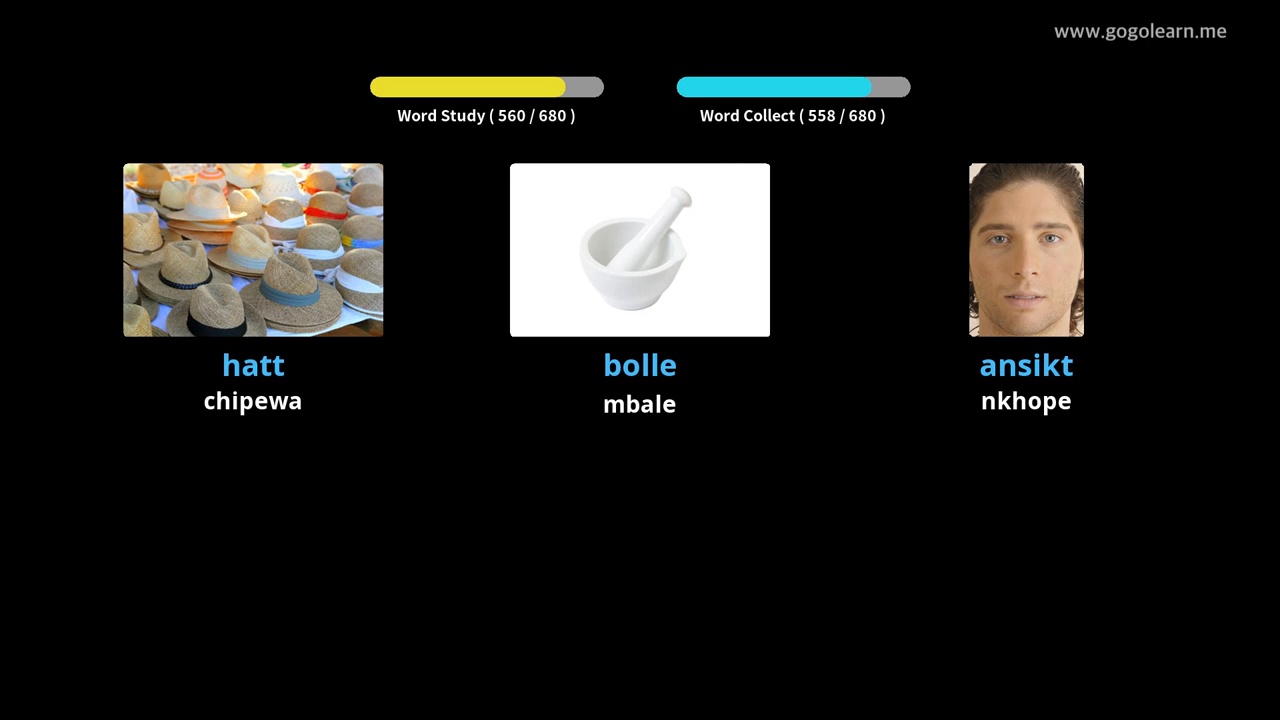 www.gogolearn.me
Word Study ( 560 / 680 )
Word Collect ( 558 / 680 )
hatt
chipewa
bolle
mbale
ansikt
nkhope